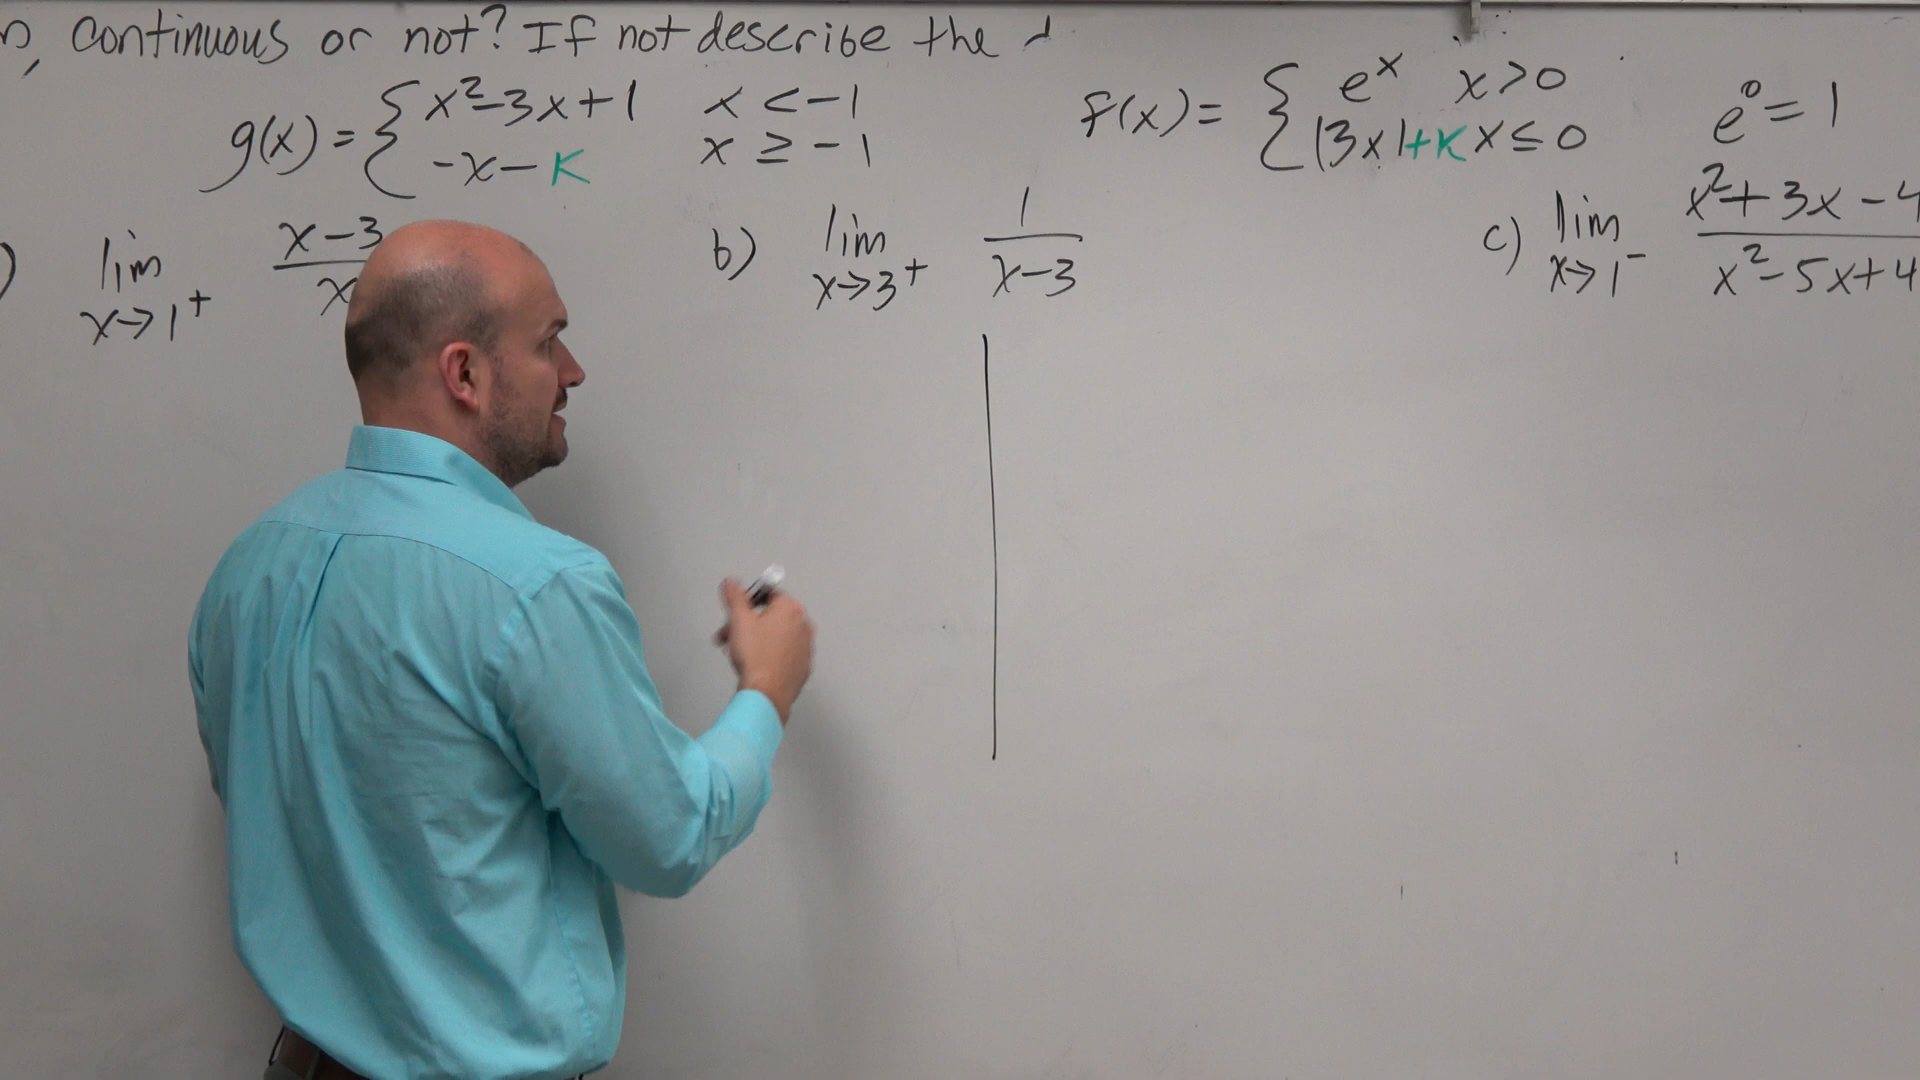 , continuous or not? If not describe the
g(x) = { x²-3x+1 x < -1
-x-K x ≥ -1
f(x) = { eˣ x>0
|3x|+K x ≤ 0
e⁰ = 1
) lim x→1⁺ x-3 / x
b) lim x→3⁺ 1 / x-3
c) lim x→1⁻ x²+3x-4 / x²-5x+4